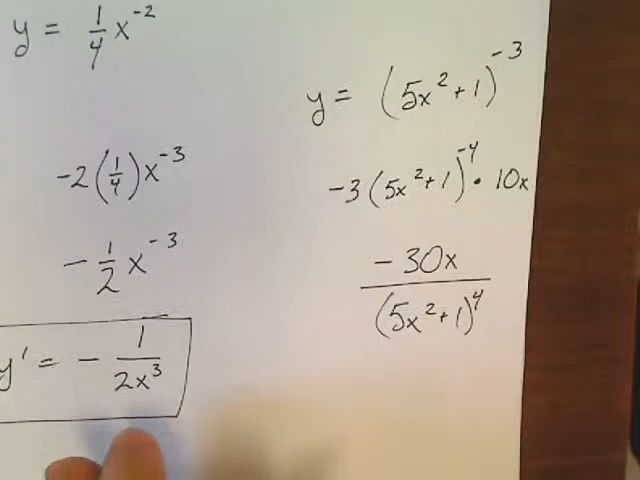 y = 1/4 x^-2
-2(1/4)x^-3
- 1/2 x^-3
y' = - 1/(2x^3)
y = (5x^2+1)^-3
-3(5x^2+1)^-4 · 10x
-30x
(5x^2+1)^4